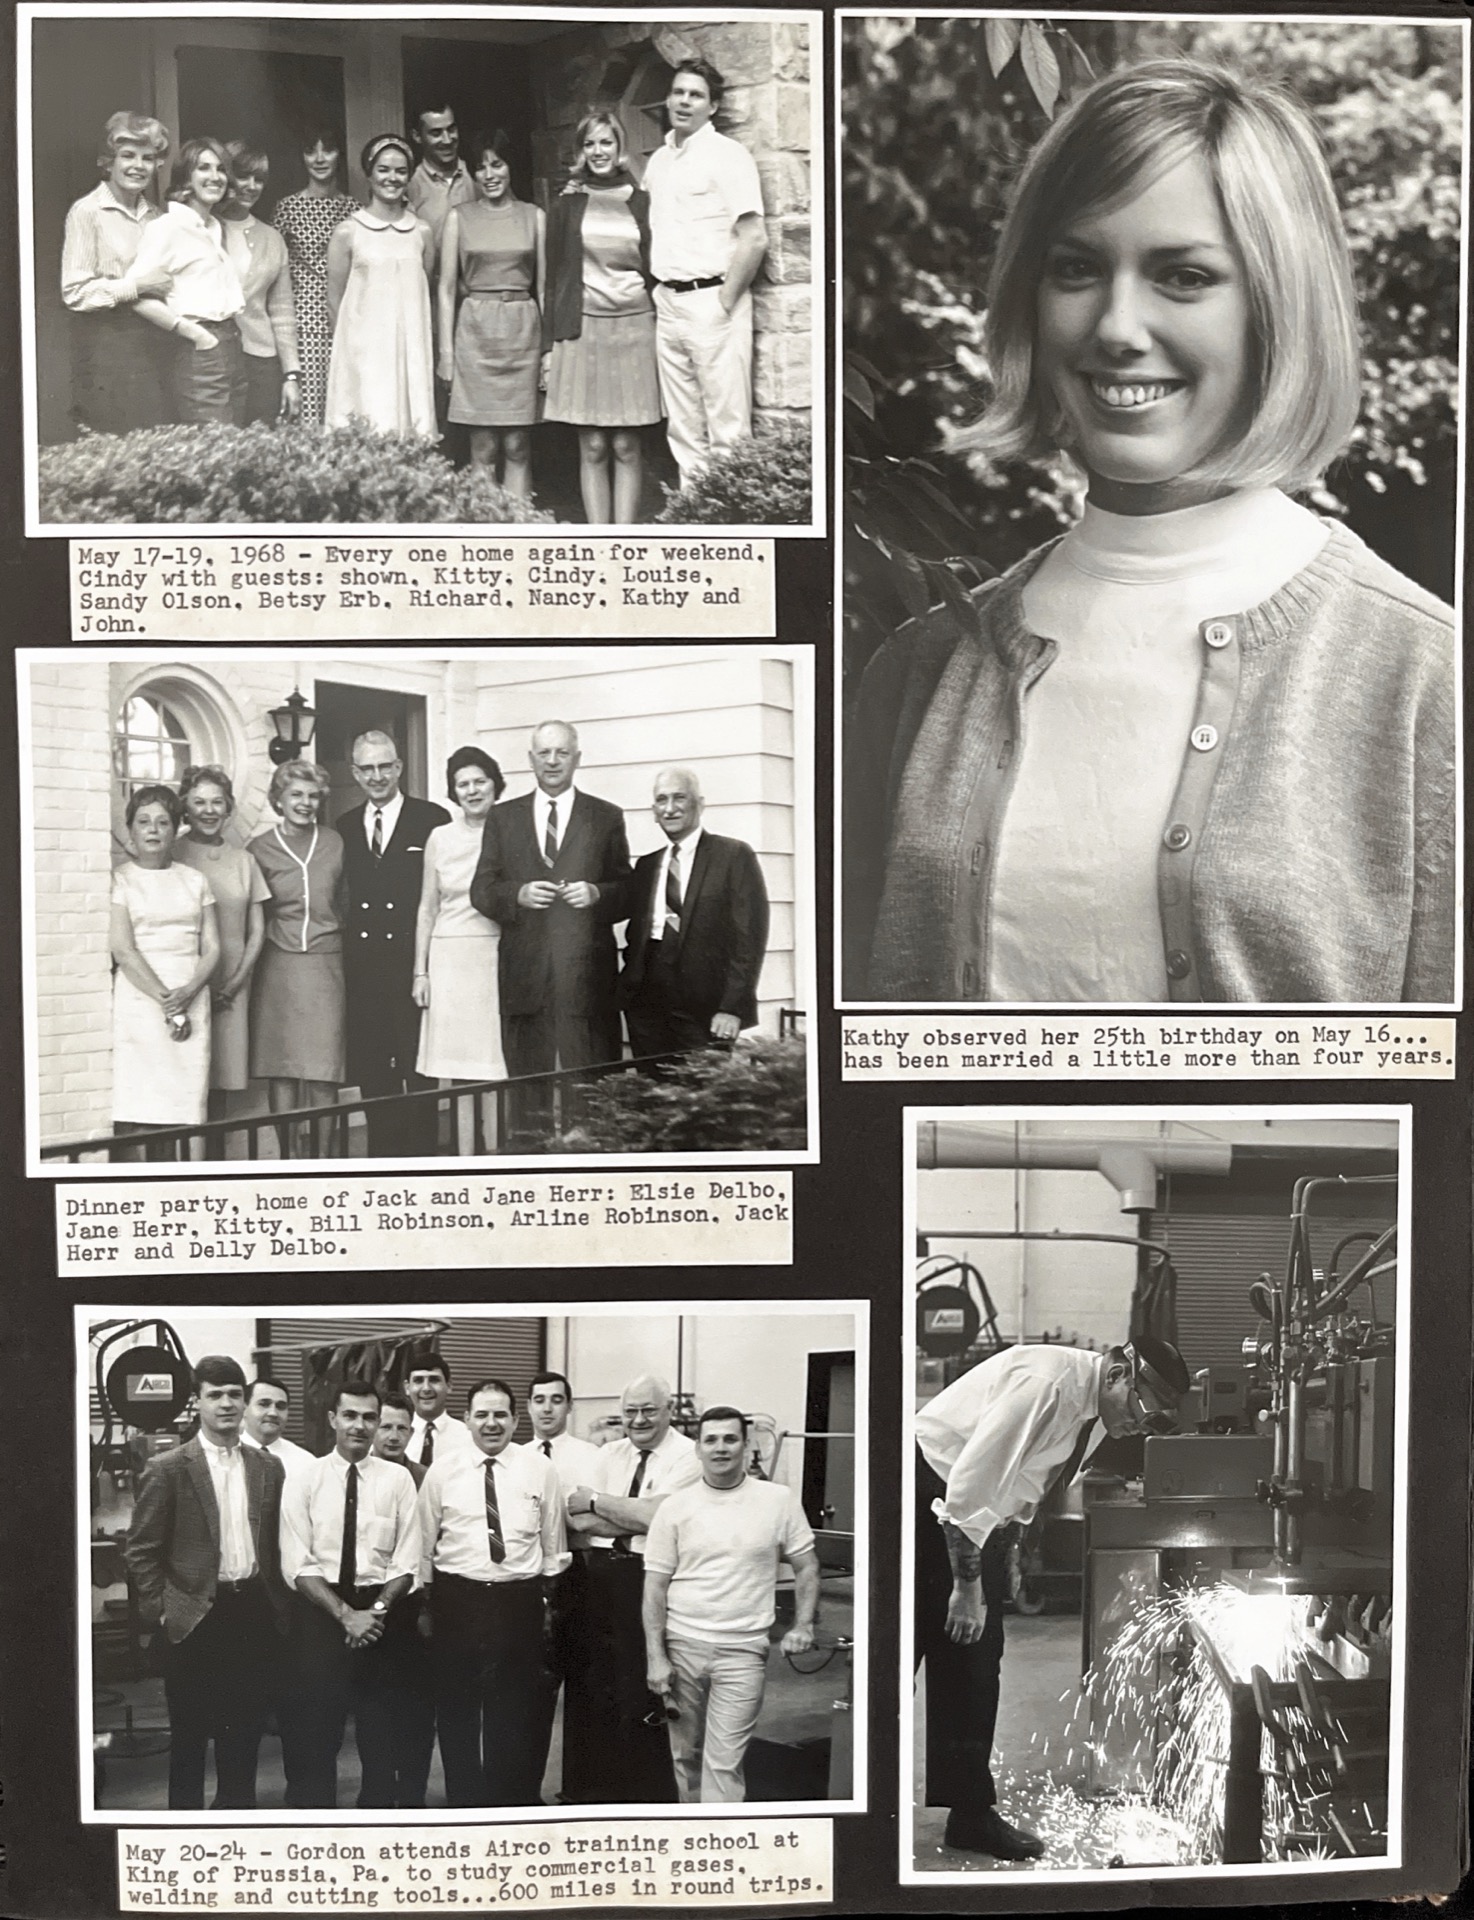 May 17-19, 1968 - Every one home again for weekend.
Cindy with guests: shown, Kitty, Cindy, Louise,
Sandy Olson, Betsy Erb, Richard, Nancy, Kathy and
John.
Kathy observed her 25th birthday on May 16...
has been married a little more than four years.
Dinner party, home of Jack and Jane Herr: Elsie Delbo,
Jane Herr, Kitty, Bill Robinson, Arline Robinson, Jack
Herr and Delly Delbo.
May 20-24 - Gordon attends Airco training school at
King of Prussia, Pa. to study commercial gases,
welding and cutting tools...600 miles in round trips.